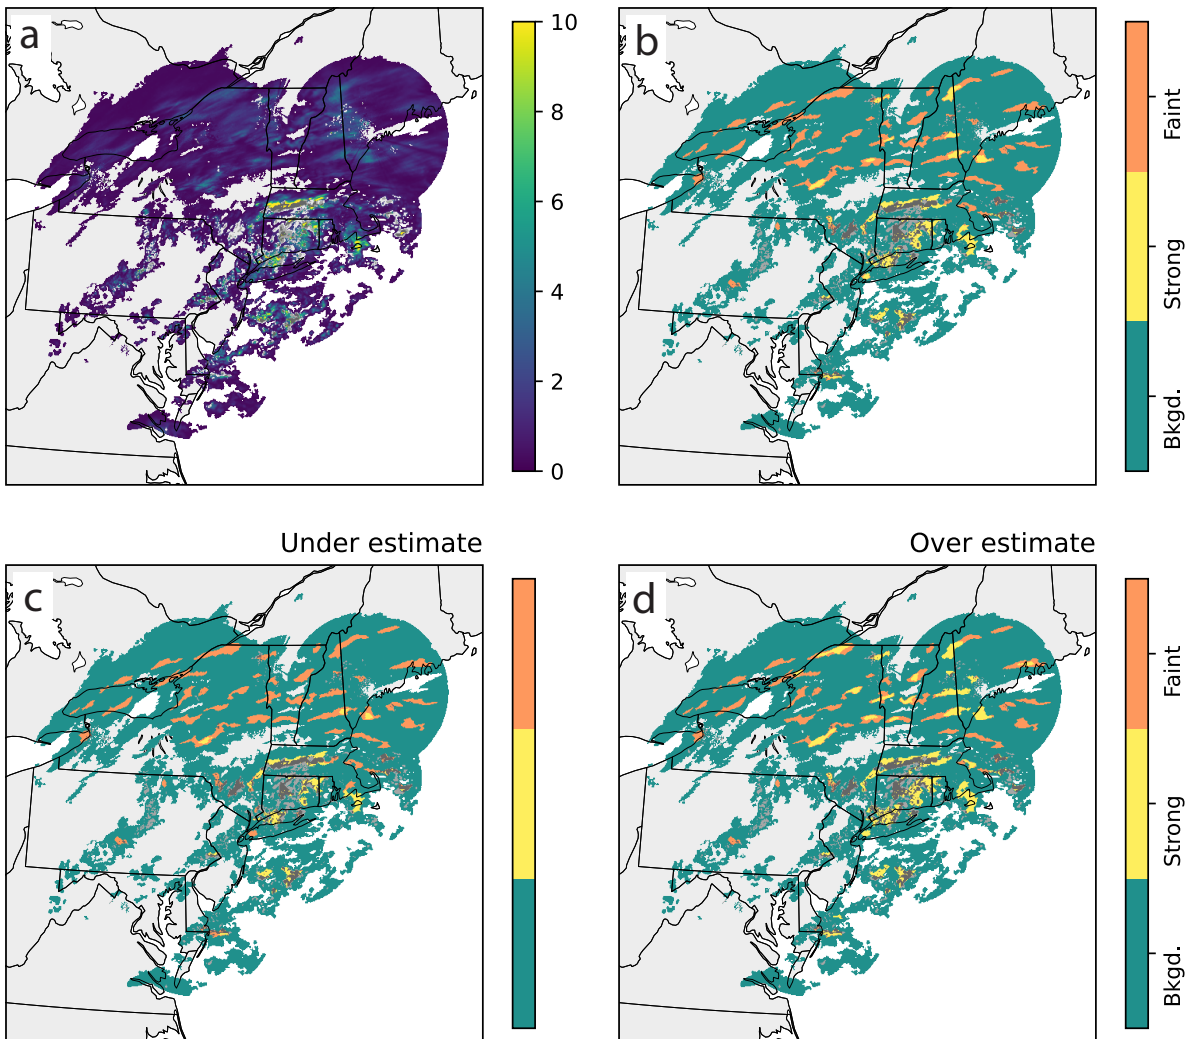 a
10
8
6
4
2
0
b
Faint
Strong
Bkgd.
Under estimate
c
Over estimate
d
Faint
Strong
Bkgd.